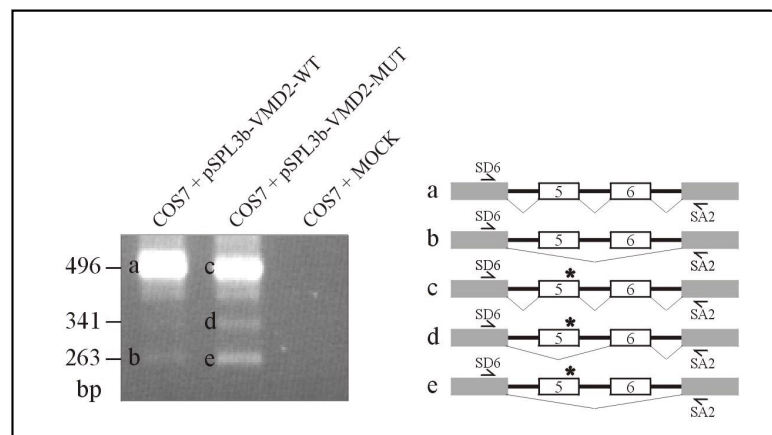 COS7 + pSPL3b-VMD2-WT
COS7 + pSPL3b-VMD2-MUT
COS7 + MOCK
496
a
c
341
d
263
b
e
bp
SD6
a
5
6
SA2
SD6
b
5
6
SA2
SD6
*
c
5
6
SA2
SD6
*
d
5
6
SA2
SD6
*
e
5
6
SA2